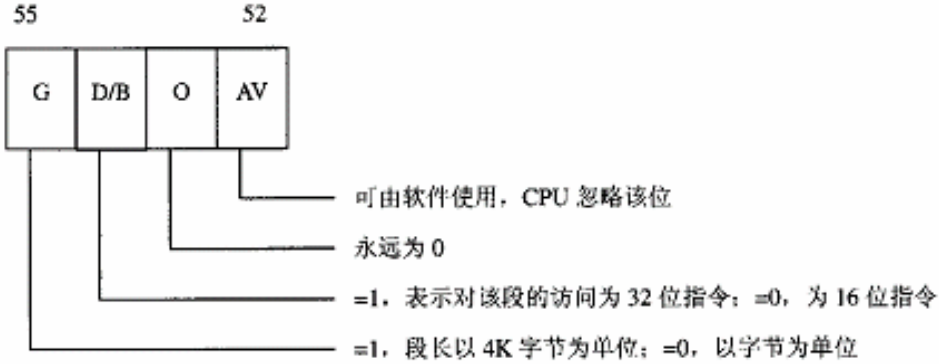 55 52
G D/B O AV
可由软件使用，CPU 忽略该位
永远为 0
=1，表示对该段的访问为 32 位指令；=0，为 16 位指令
=1，段长以 4K 字节为单位；=0，以字节为单位